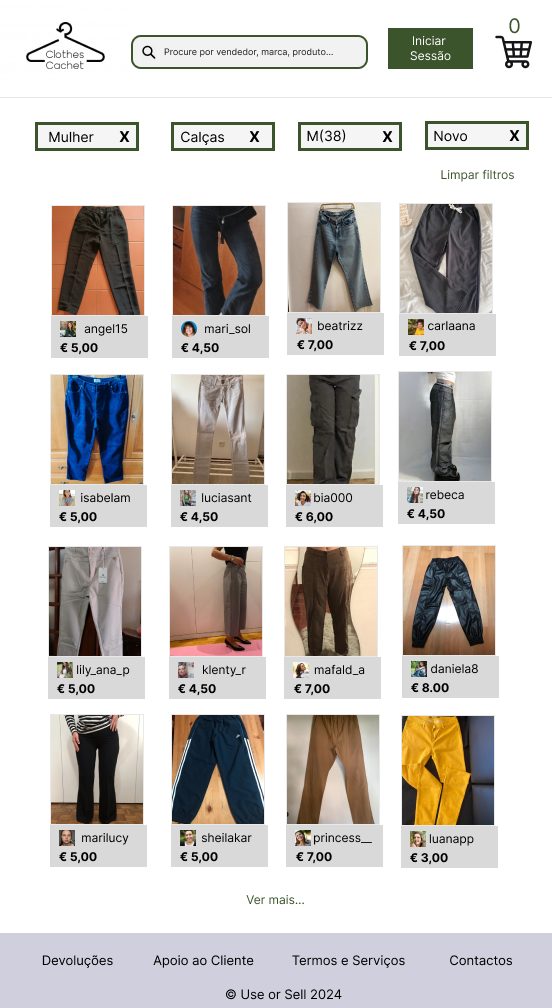 Clothes
Cachet
Procure por vendedor, marca, produto...
Iniciar
Sessão
0
Mulher X
Calças X
M(38) X
Novo X
Limpar filtros
angel15
€ 5,00
mari_sol
€ 4,50
beatrizz
€ 7,00
carlaana
€ 7,00
isabelam
€ 5,00
luciasant
€ 4,50
bia000
€ 6,00
rebeca
€ 4,50
lily_ana_p
€ 5,00
klenty_r
€ 4,50
mafald_a
€ 7,00
daniela8
€ 8.00
marilucy
€ 5,00
sheilakar
€ 5,00
princess__
€ 7,00
luanapp
€ 3,00
Ver mais...
Devoluções Apoio ao Cliente Termos e Serviços Contactos
© Use or Sell 2024